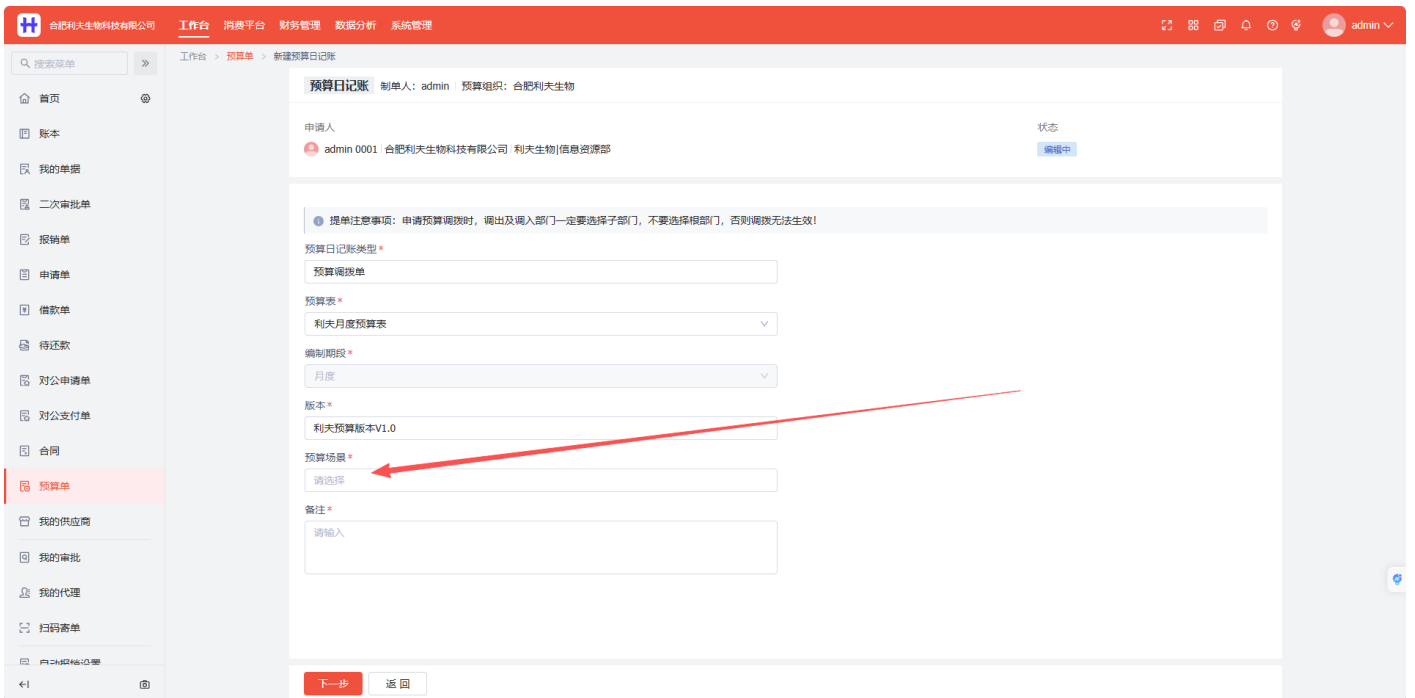 合肥利夫生物科技有限公司 工作台 消费平台 财务管理 数据分析 系统管理 admin
搜索菜单
工作台 > 预算单 > 新建预算日记账
首页
账本
我的单据
二次审批单
报销单
申请单
借款单
待还款
对公申请单
对公支付单
合同
预算单
我的供应商
我的审批
我的代理
扫码寄单
自动报销设置
预算日记账 制单人：admin 预算组织：合肥利夫生物
申请人
admin 0001 合肥利夫生物科技有限公司 利夫生物|信息资源部
状态
编辑中
提单注意事项：申请预算调拨时，调出及调入部门一定要选择子部门，不要选择根部门，否则调拨无法生效！
预算日记账类型*
预算调拨单
预算表*
利夫月度预算表
编制期段*
月度
版本*
利夫预算版本V1.0
预算场景*
请选择
备注*
请输入
下一步 返 回